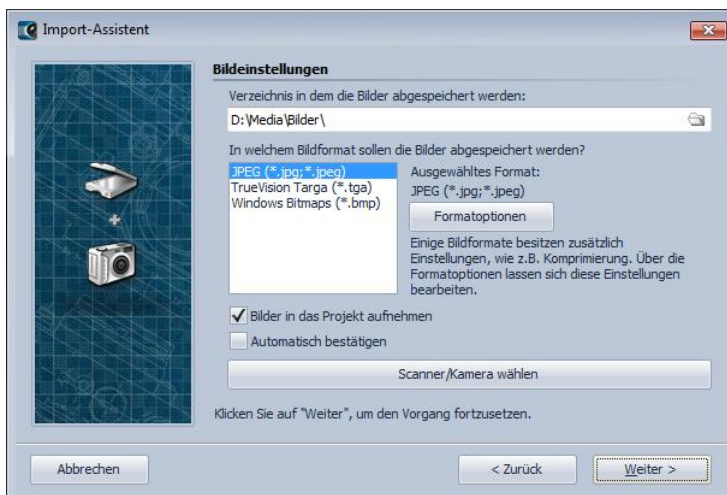 Import-Assistent
Bildeinstellungen
Verzeichnis in dem die Bilder abgespeichert werden:
D:\Media\Bilder\
In welchem Bildformat sollen die Bilder abgespeichert werden?
JPEG (*.jpg;*.jpeg)
TrueVision Targa (*.tga)
Windows Bitmaps (*.bmp)
Ausgewähltes Format:
JPEG (*.jpg;*.jpeg)
Formatoptionen
Einige Bildformate besitzen zusätzlich
Einstellungen, wie z.B. Komprimierung. Über die
Formatoptionen lassen sich diese Einstellungen
bearbeiten.
Bilder in das Projekt aufnehmen
Automatisch bestätigen
Scanner/Kamera wählen
Klicken Sie auf "Weiter", um den Vorgang fortzusetzen.
Abbrechen
< Zurück
Weiter >